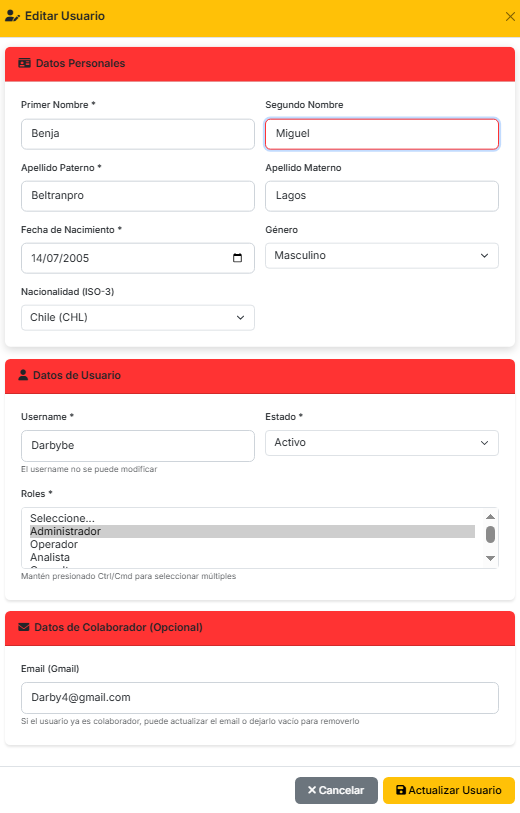 Editar Usuario
Datos Personales
Primer Nombre *
Segundo Nombre
Benja
Miguel
Apellido Paterno *
Apellido Materno
Beltranpro
Lagos
Fecha de Nacimiento *
Género
14/07/2005
Masculino
Nacionalidad (ISO-3)
Chile (CHL)
Datos de Usuario
Username *
Estado *
Darbybe
Activo
El username no se puede modificar
Roles *
Seleccione...
Administrador
Operador
Analista
Mantén presionado Ctrl/Cmd para seleccionar múltiples
Datos de Colaborador (Opcional)
Email (Gmail)
Darby4@gmail.com
Si el usuario ya es colaborador, puede actualizar el email o dejarlo vacío para removerlo
Cancelar
Actualizar Usuario